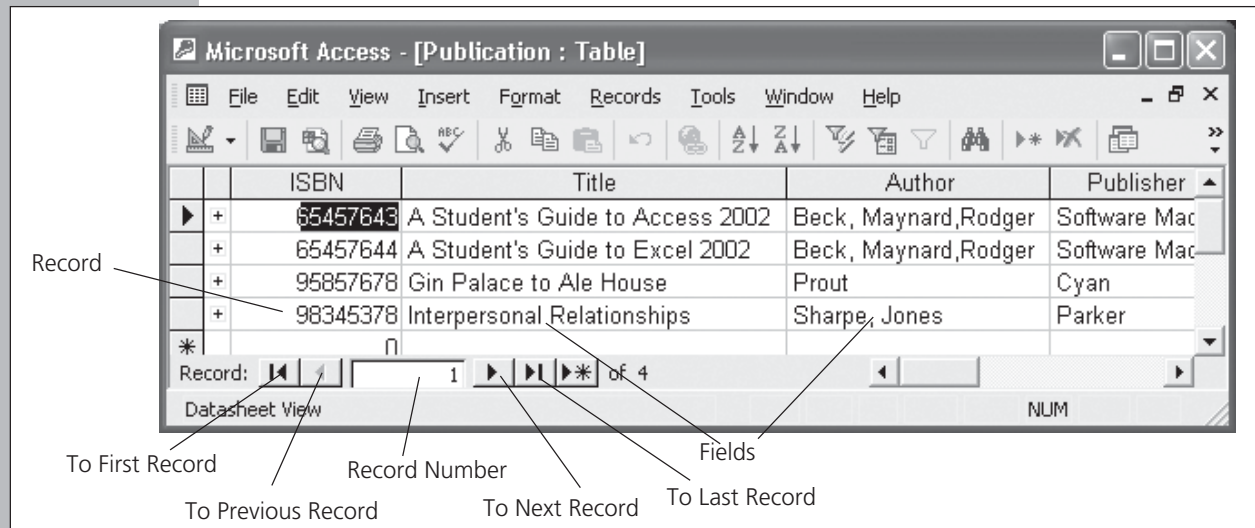 Microsoft Access - [Publication : Table]
File Edit View Insert Format Records Tools Window Help
ISBN Title Author Publisher
65457643 A Student's Guide to Access 2002 Beck, Maynard,Rodger Software Mac
65457644 A Student's Guide to Excel 2002 Beck, Maynard,Rodger Software Mac
Record
95857678 Gin Palace to Ale House Prout Cyan
98345378 Interpersonal Relationships Sharpe, Jones Parker
0
Record: 1 of 4
Datasheet View NUM
To First Record
Record Number
Fields
To Previous Record
To Next Record
To Last Record